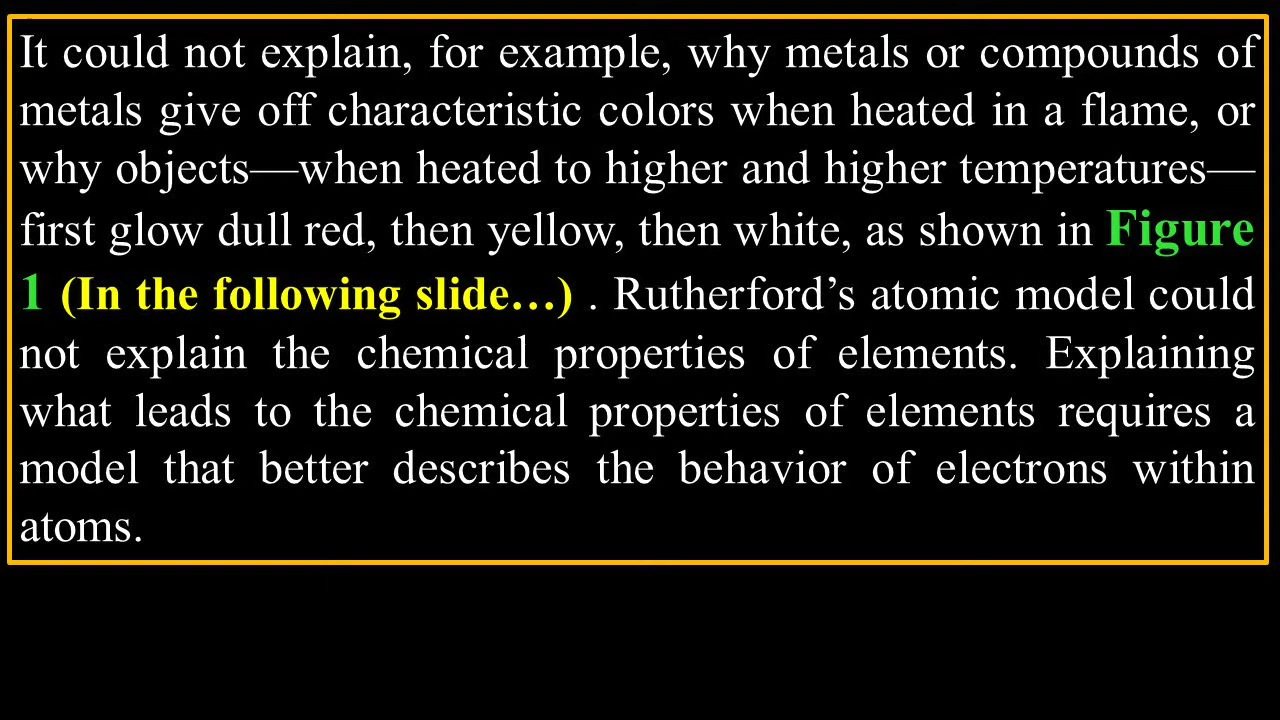 It could not explain, for example, why metals or compounds of
metals give off characteristic colors when heated in a flame, or
why objects—when heated to higher and higher temperatures—
first glow dull red, then yellow, then white, as shown in Figure
1 (In the following slide…) . Rutherford’s atomic model could
not explain the chemical properties of elements. Explaining
what leads to the chemical properties of elements requires a
model that better describes the behavior of electrons within
atoms.